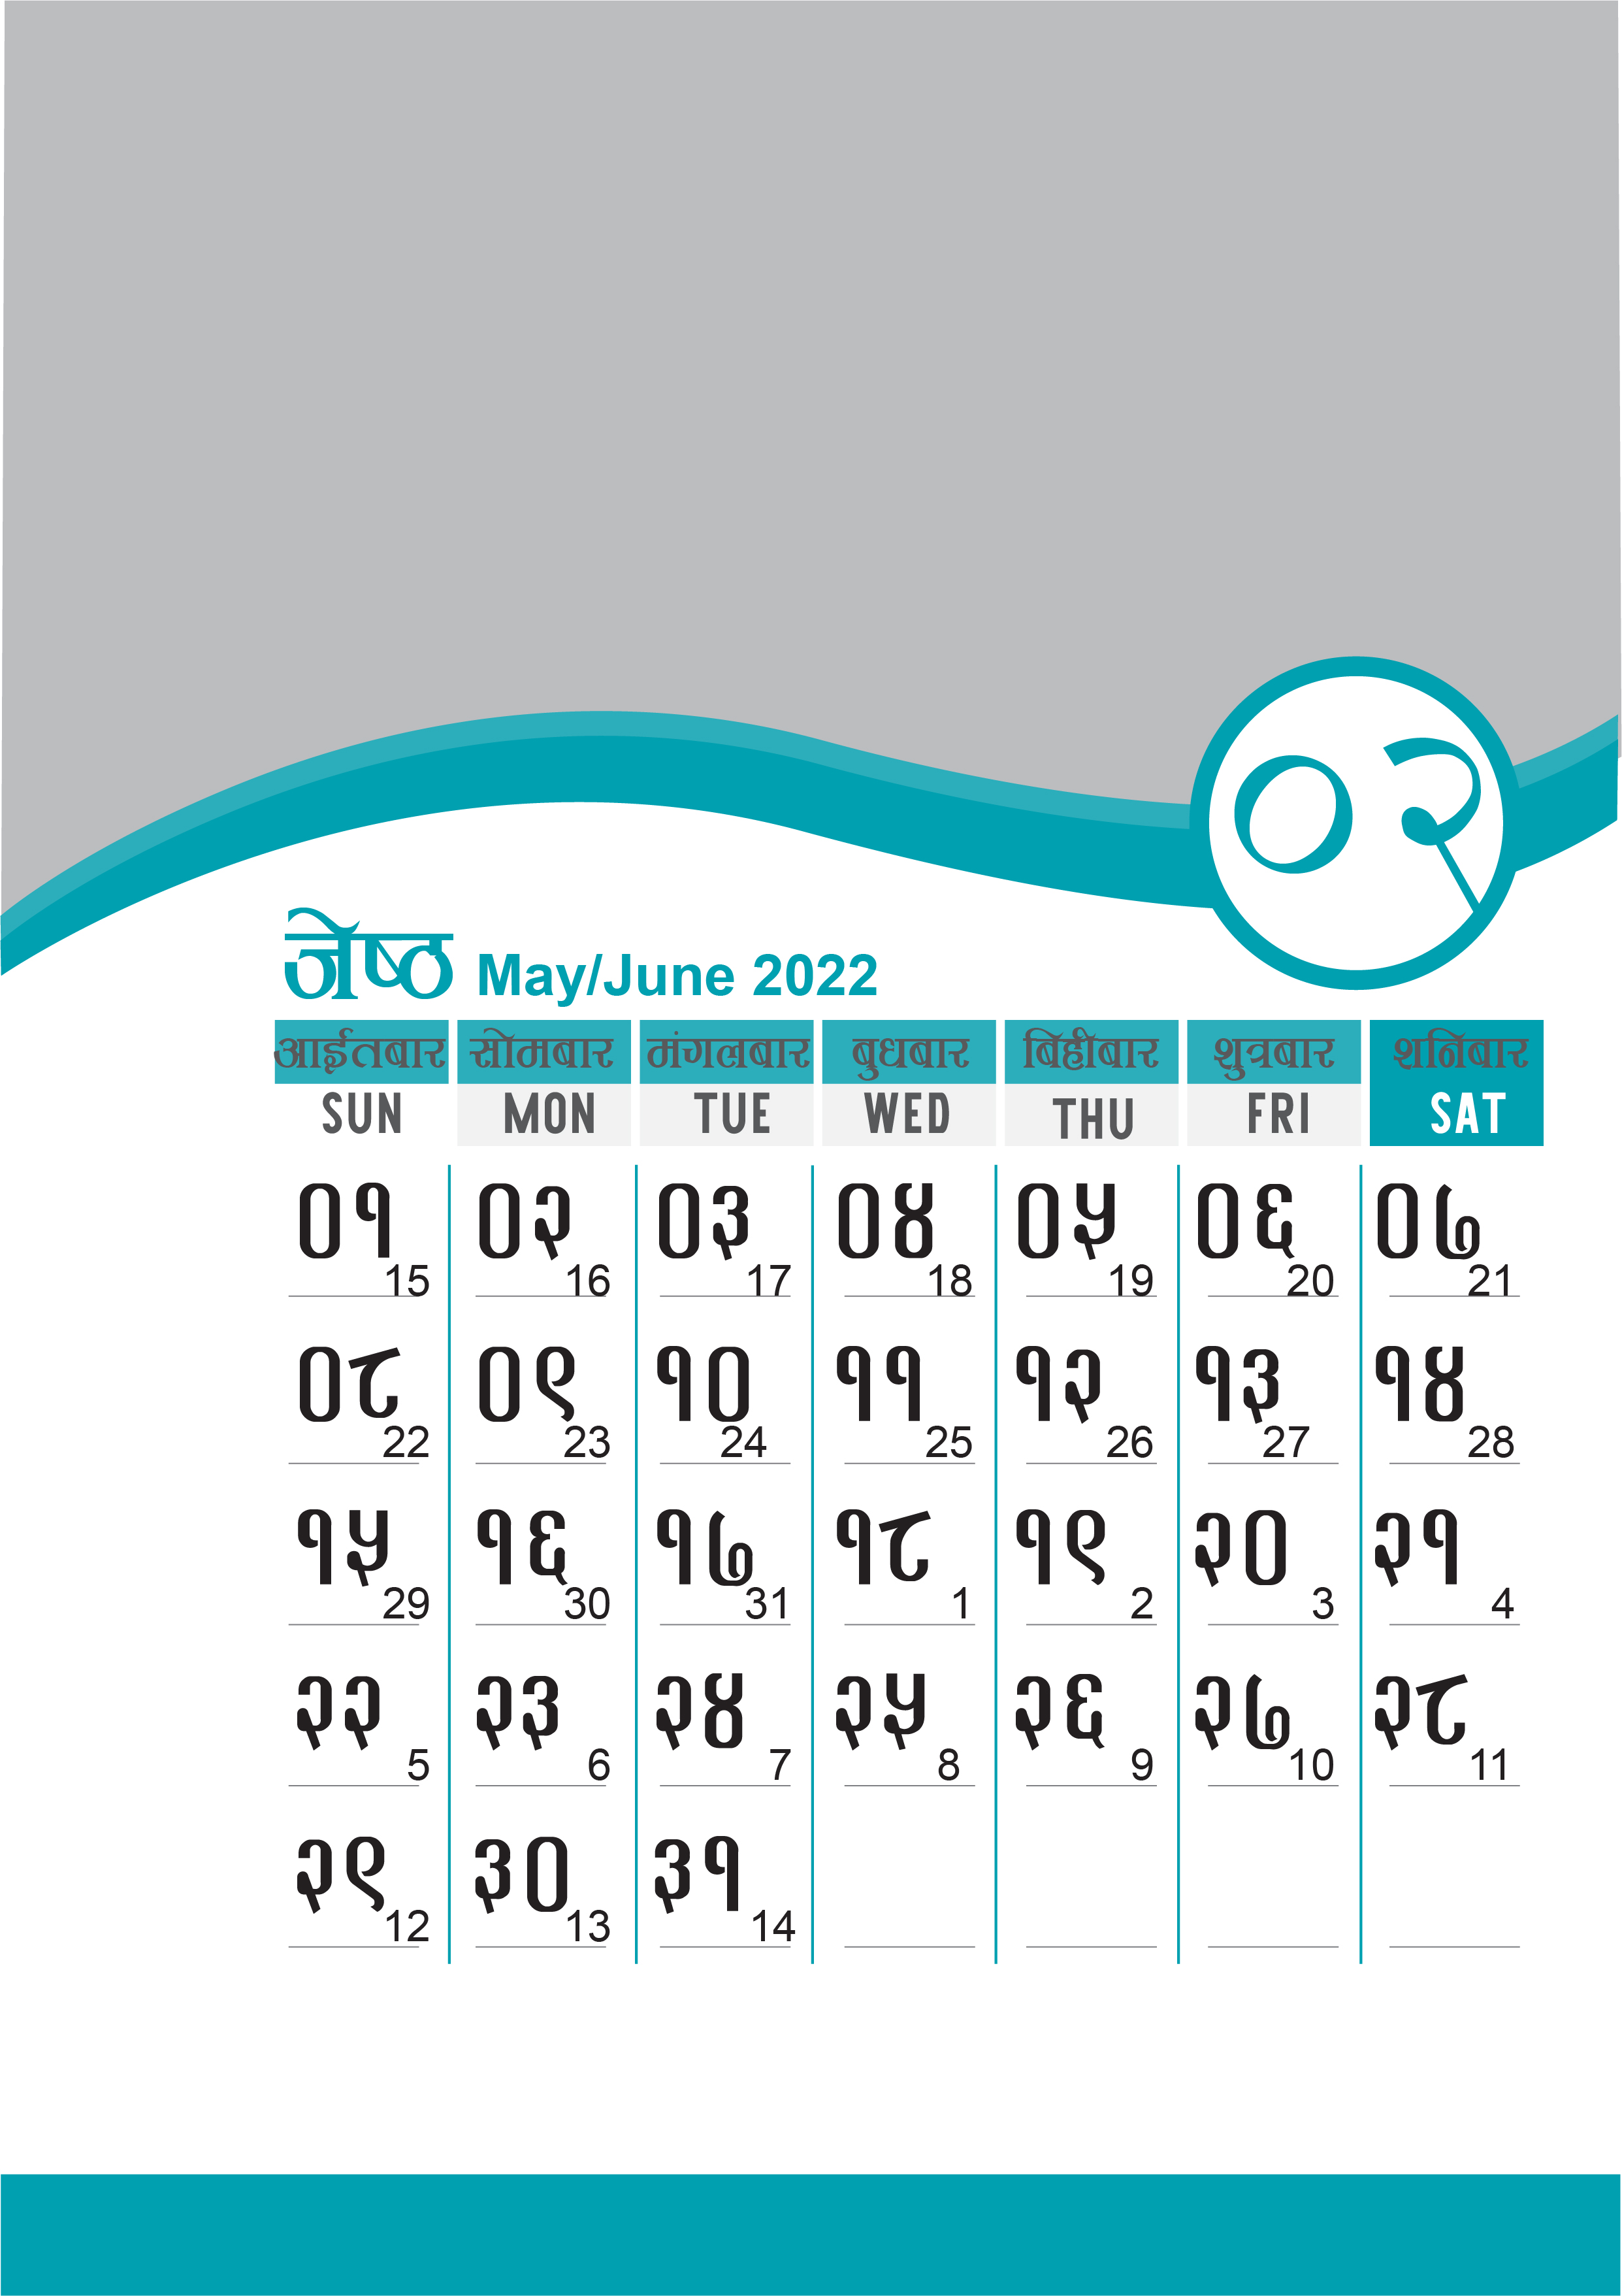 ०२
जेष्ठ May/June 2022
आईतबार सोमबार मंगलबार बुधबार बिहीबार शुत्रबार शनिबार
SUN MON TUE WED THU FRI SAT
०१ ०२ ०३ ०४ ०५ ०६ ०७
15 16 17 18 19 20 21
०८ ०९ १० ११ १२ १३ १४
22 23 24 25 26 27 28
१५ १६ १७ १८ १९ २० २१
29 30 31 1 2 3 4
२२ २३ २४ २५ २६ २७ २८
5 6 7 8 9 10 11
२९ ३० ३१
12 13 14